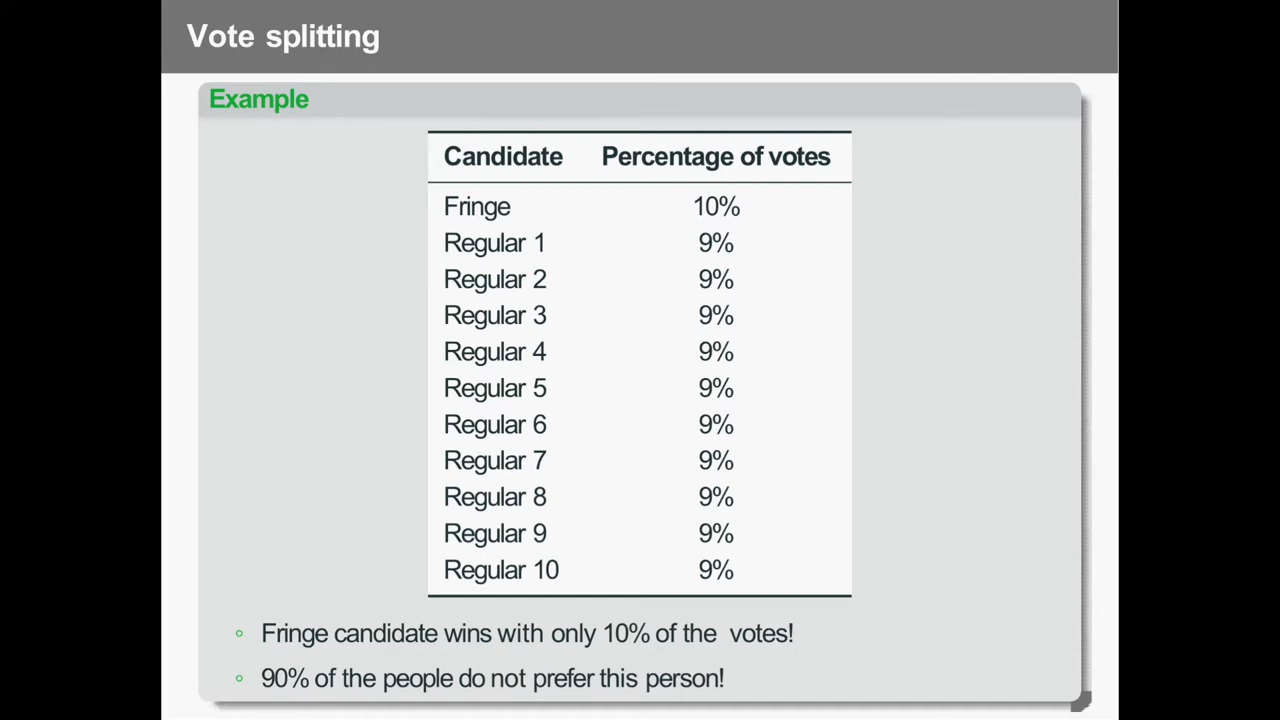 Vote splitting
Example
Candidate Percentage of votes
Fringe 10%
Regular 1 9%
Regular 2 9%
Regular 3 9%
Regular 4 9%
Regular 5 9%
Regular 6 9%
Regular 7 9%
Regular 8 9%
Regular 9 9%
Regular 10 9%
Fringe candidate wins with only 10% of the votes!
90% of the people do not prefer this person!